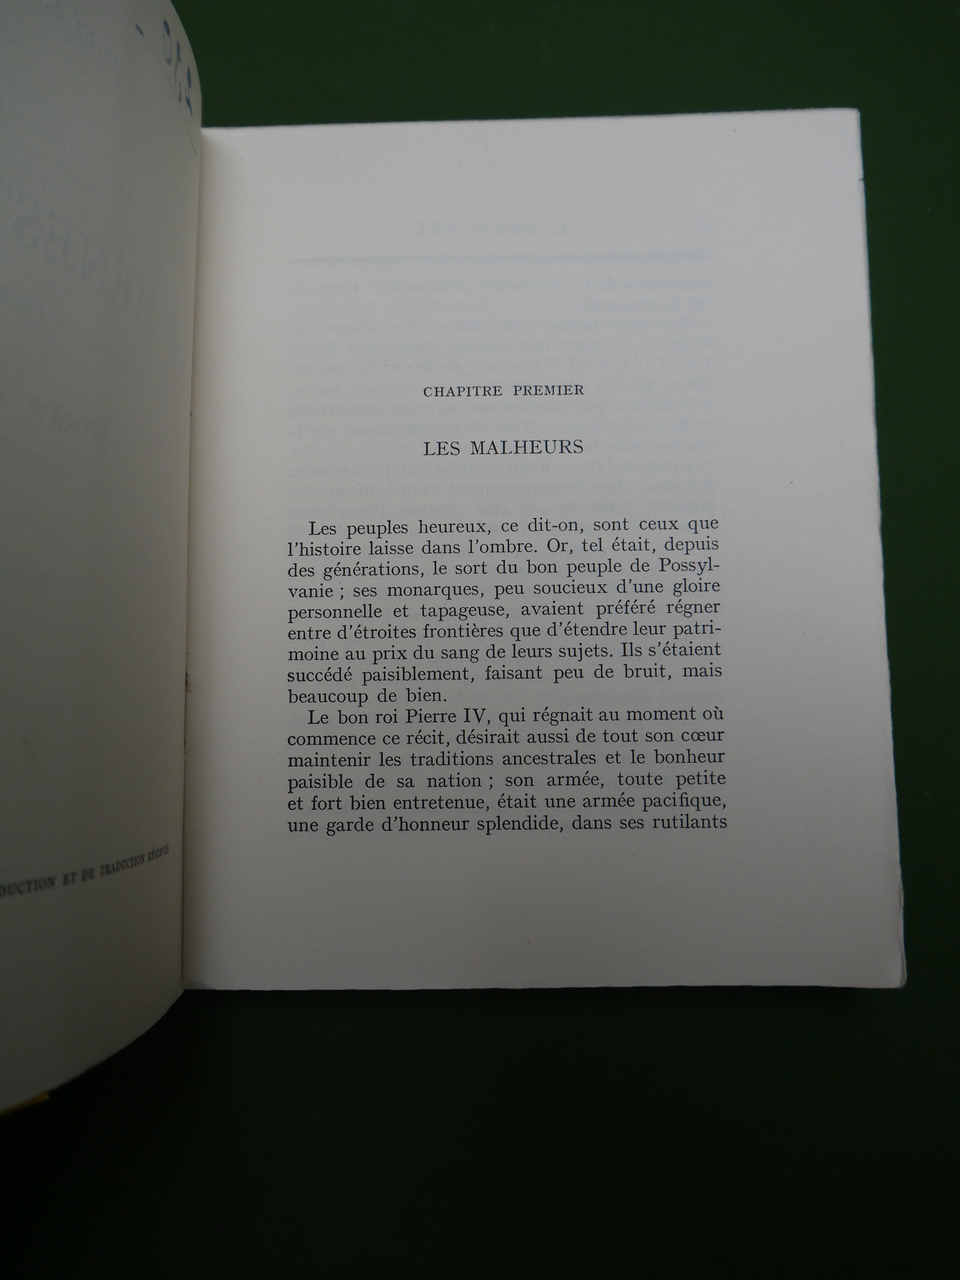 DUCTION ET DE TRADUCTION RÉSERVÉS
CHAPITRE PREMIER
LES MALHEURS
Les peuples heureux, ce dit-on, sont ceux que
l'histoire laisse dans l'ombre. Or, tel était, depuis
des générations, le sort du bon peuple de Possyl-
vanie ; ses monarques, peu soucieux d'une gloire
personnelle et tapageuse, avaient préféré régner
entre d'étroites frontières que d'étendre leur patri-
moine au prix du sang de leurs sujets. Ils s'étaient
succédé paisiblement, faisant peu de bruit, mais
beaucoup de bien.
Le bon roi Pierre IV, qui régnait au moment où
commence ce récit, désirait aussi de tout son cœur
maintenir les traditions ancestrales et le bonheur
paisible de sa nation ; son armée, toute petite
et fort bien entretenue, était une armée pacifique,
une garde d'honneur splendide, dans ses rutilants